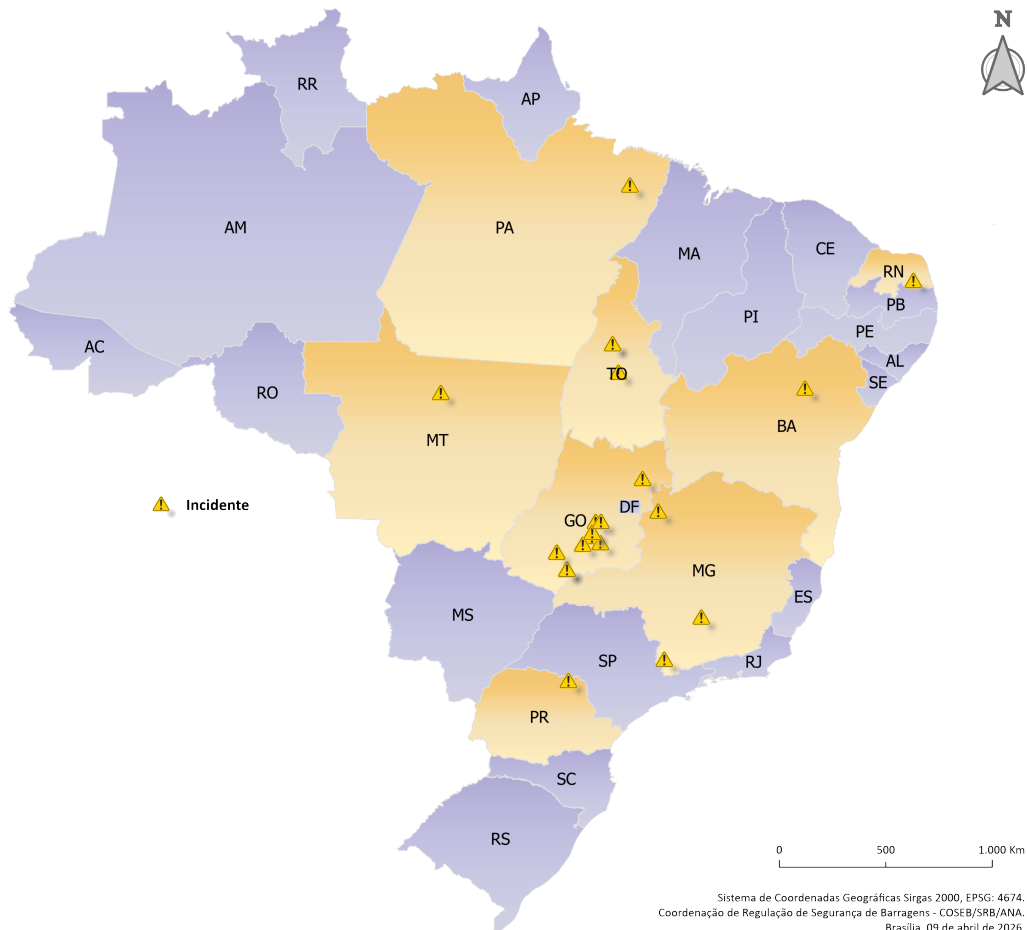 N
RR
AP
AM
PA
MA
CE
RN
PB
PI
PE
AC
AL
TO
SE
RO
BA
MT
Incidente
DF
GO
MG
ES
MS
SP
RJ
PR
SC
RS
0 500 1.000 Km
Sistema de Coordenadas Geográficas Sirgas 2000, EPSG: 4674.
Coordenação de Regulação de Segurança de Barragens - COSEB/SRB/ANA.
Brasília, 09 de abril de 2026.